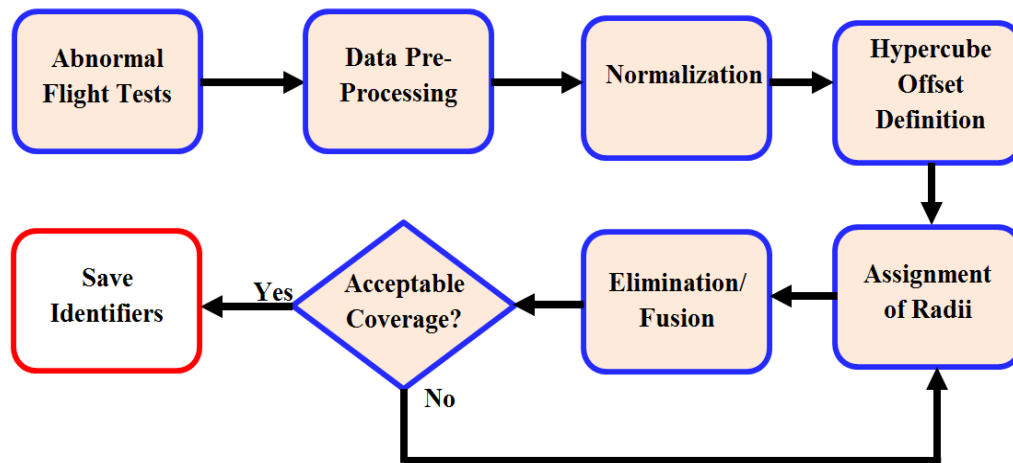 Abnormal
Flight Tests
Data Pre-
Processing
Normalization
Hypercube
Offset
Definition
Assignment
of Radii
Elimination/
Fusion
Acceptable
Coverage?
Yes
No
Save
Identifiers